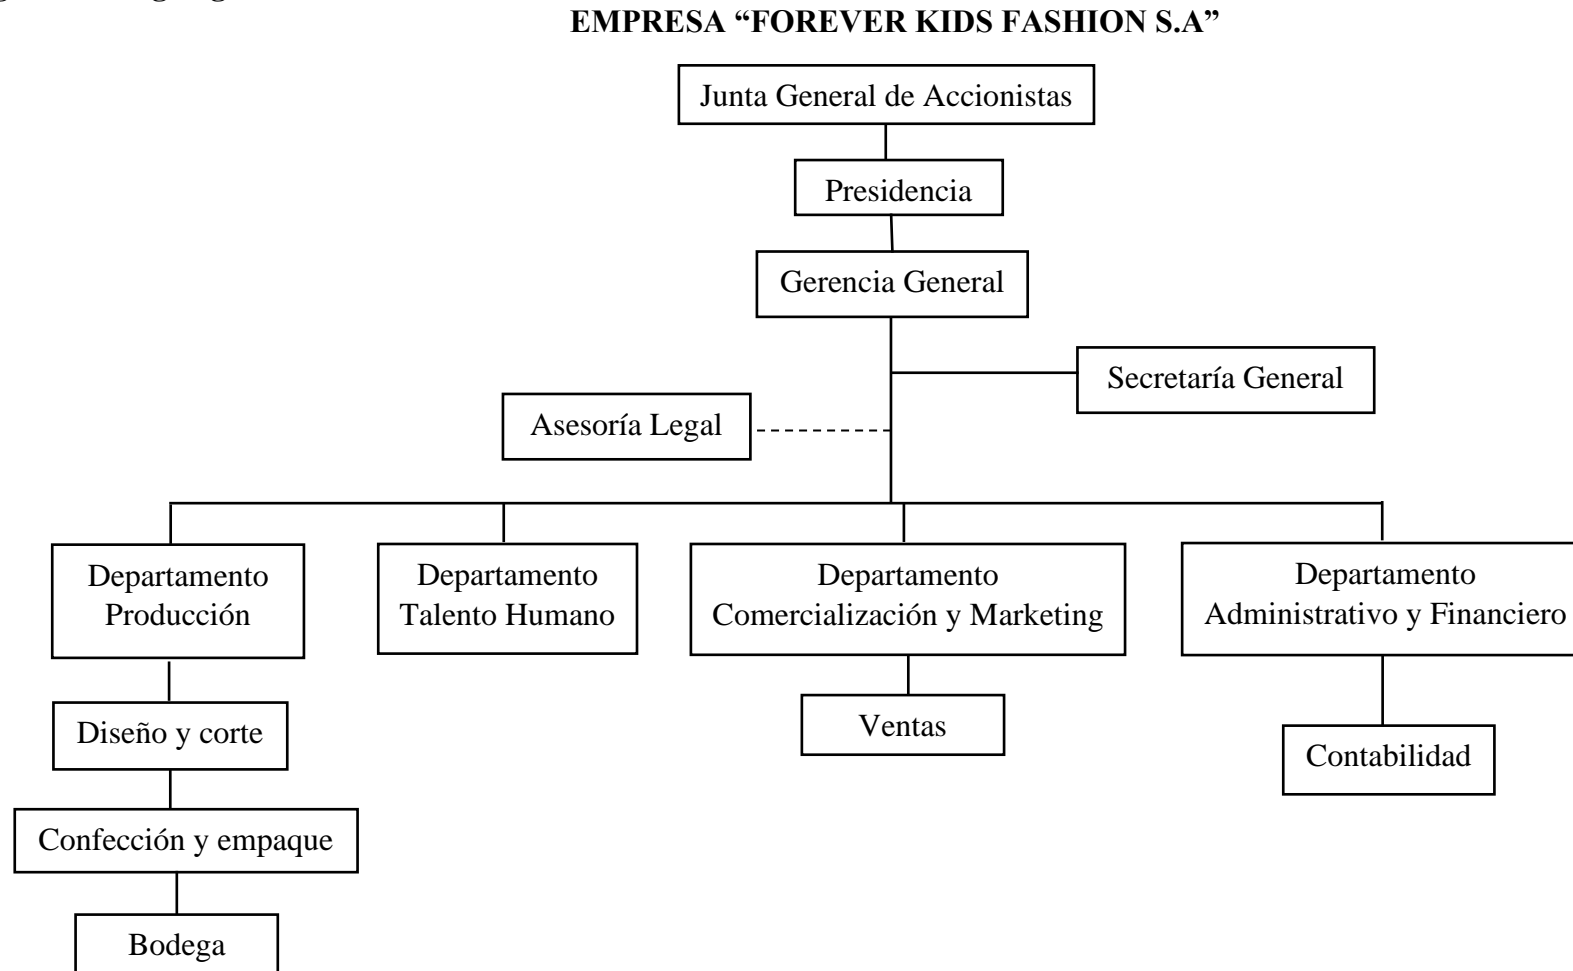 EMPRESA “FOREVER KIDS FASHION S.A”
Junta General de Accionistas
Presidencia
Gerencia General
Secretaría General
Asesoría Legal
Departamento
Producción
Departamento
Talento Humano
Departamento
Comercialización y Marketing
Departamento
Administrativo y Financiero
Diseño y corte
Ventas
Contabilidad
Confección y empaque
Bodega